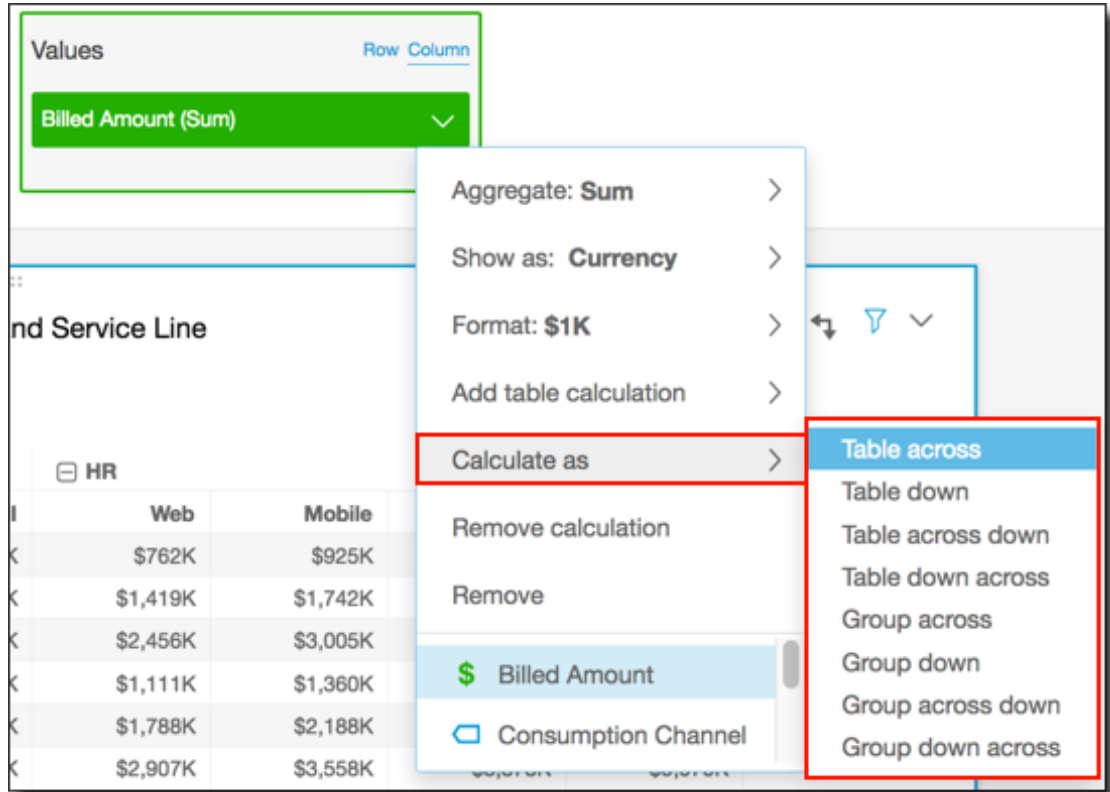 Values
Row Column
Billed Amount (Sum)
Aggregate: Sum
Show as: Currency
Format: $1K
Add table calculation
Calculate as
Remove calculation
Remove
$ Billed Amount
Consumption Channel
Table across
Table down
Table across down
Table down across
Group across
Group down
Group across down
Group down across
nd Service Line
HR
Web Mobile
K $762K $925K
K $1,419K $1,742K
K $2,456K $3,005K
K $1,111K $1,360K
K $1,788K $2,188K
K $2,907K $3,558K